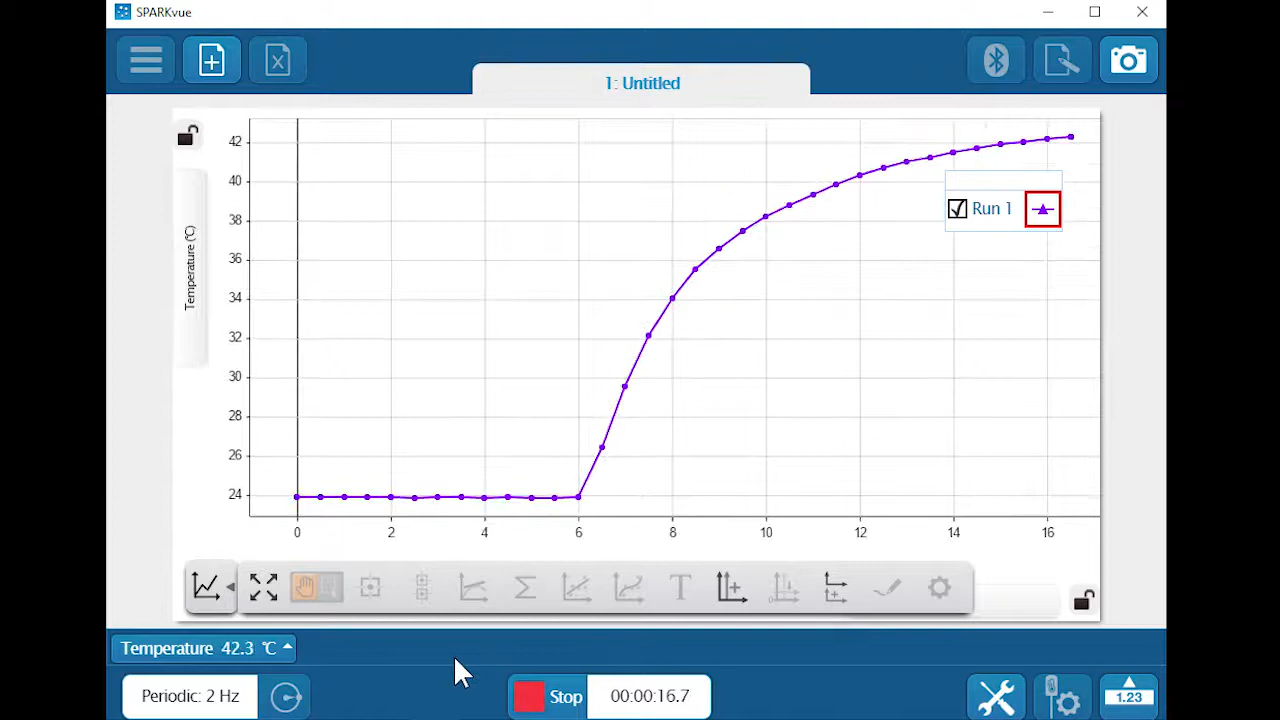 SPARKvue
1: Untitled
42
40
38
36
34
32
30
28
26
24
Temperature (℃)
Run 1
0 2 4 6 8 10 12 14 16
Σ T
Temperature 42.3 ℃
Periodic: 2 Hz
Stop 00:00:16.7
1.23